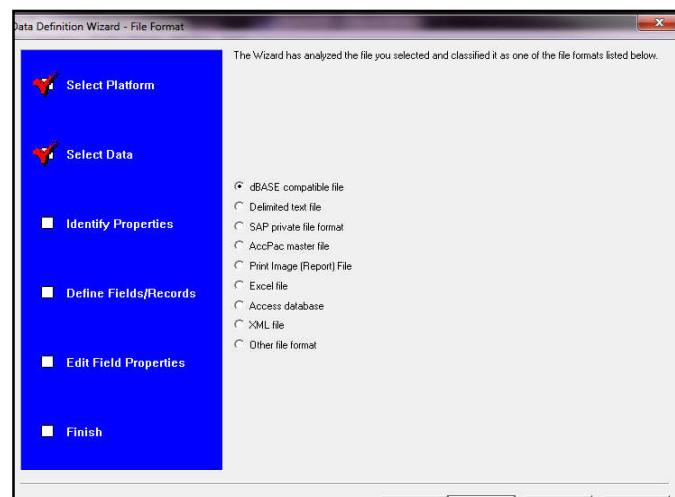 Data Definition Wizard - File Format
The Wizard has analyzed the file you selected and classified it as one of the file formats listed below.
Select Platform
Select Data
Identify Properties
Define Fields/Records
Edit Field Properties
Finish
dBASE compatible file
Delimited text file
SAP private file format
AccPac master file
Print Image (Report) File
Excel file
Access database
XML file
Other file format